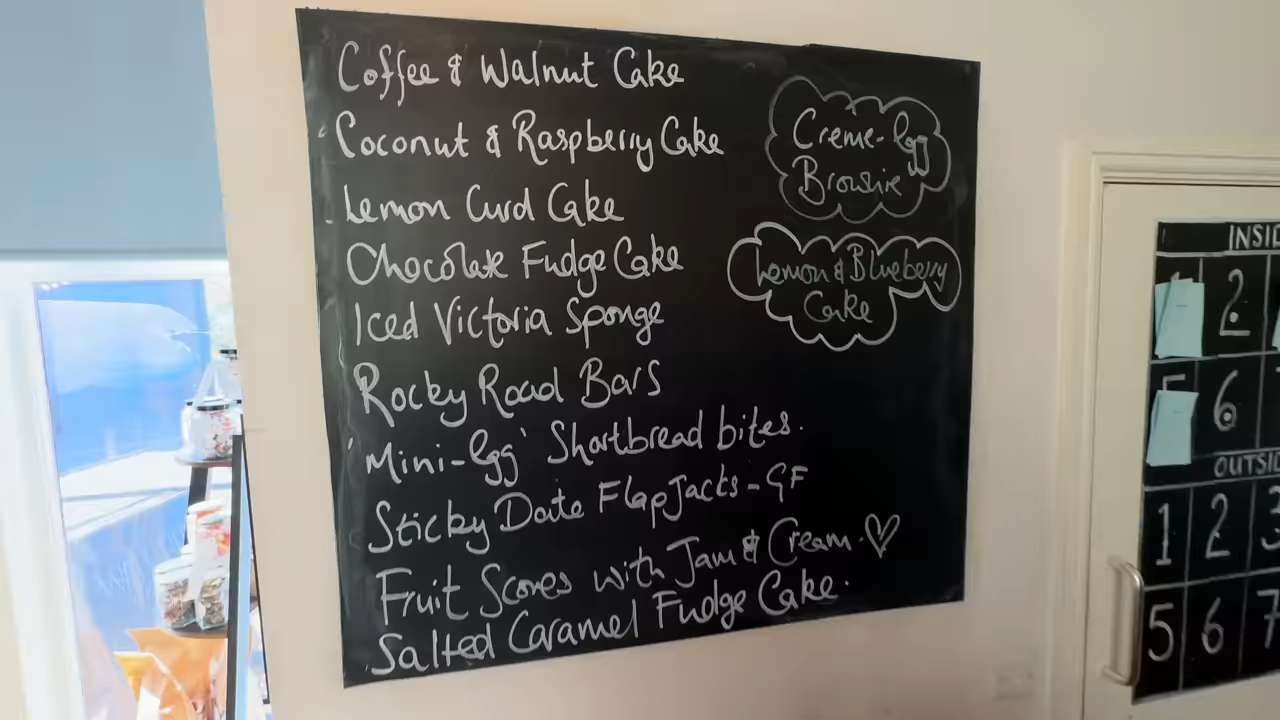 Coffee & Walnut Cake
Coconut & Raspberry Cake
Lemon Curd Cake
Chocolate Fudge Cake
Iced Victoria Sponge
Rocky Road Bars
'Mini-Egg' Shortbread bites.
Sticky Date FlapJacks - GF
Fruit Scones with Jam & Cream. ♡
Salted Caramel Fudge Cake.
Creme-Egg
Brownie
Lemon & Blueberry
Cake
INSID
2
5 6
OUTSID
1 2 3
5 6 7